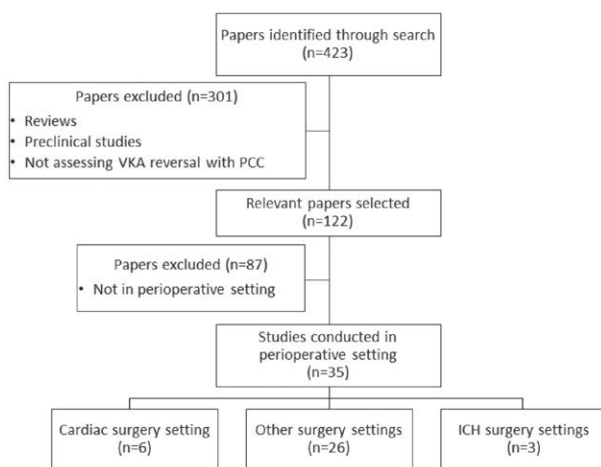 Papers identified through search
(n=423)
Papers excluded (n=301)
• Reviews
• Preclinical studies
• Not assessing VKA reversal with PCC
Relevant papers selected
(n=122)
Papers excluded (n=87)
• Not in perioperative setting
Studies conducted in
perioperative setting
(n=35)
Cardiac surgery setting
(n=6)
Other surgery settings
(n=26)
ICH surgery settings
(n=3)